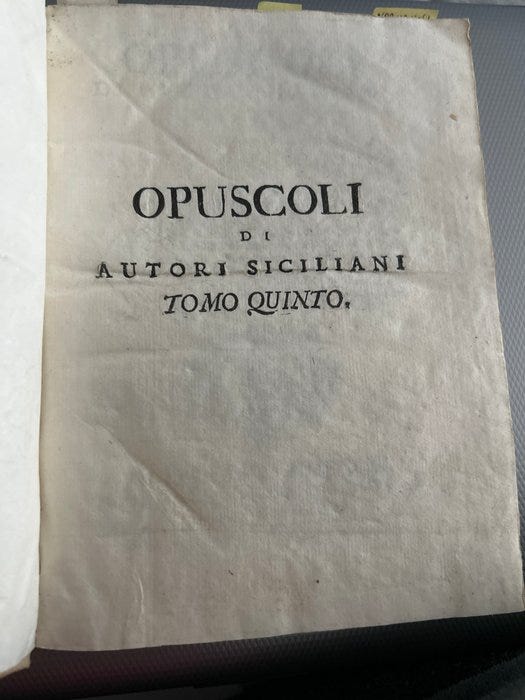 OPUSCOLI
DI
AUTORI SICILIANI
TOMO QUINTO.